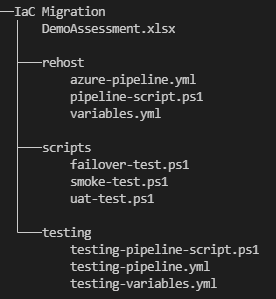 IaC Migration
DemoAssessment.xlsx
rehost
azure-pipeline.yml
pipeline-script.ps1
variables.yml
scripts
failover-test.ps1
smoke-test.ps1
uat-test.ps1
testing
testing-pipeline-script.ps1
testing-pipeline.yml
testing-variables.yml